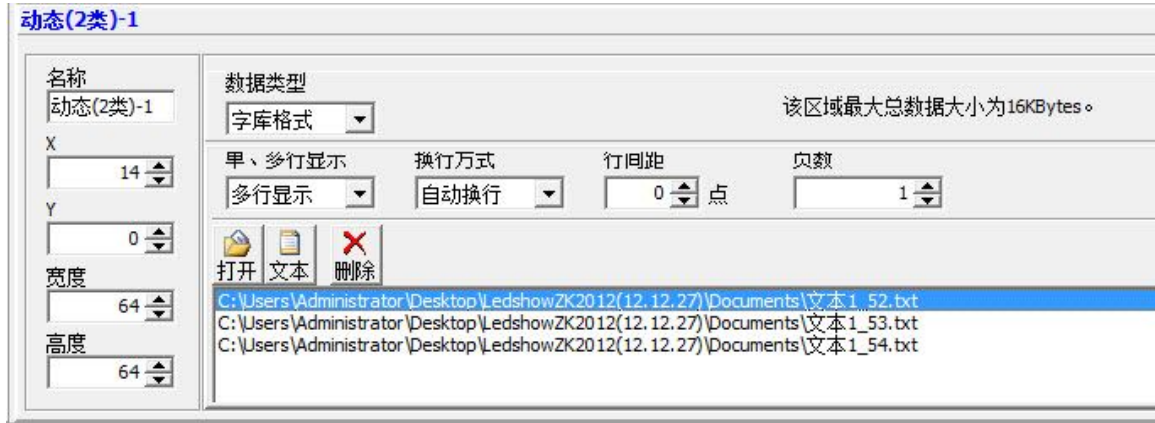 动态(2类)-1
名称
动态(2类)-1
X
14
Y
0
宽度
64
高度
64
数据类型
字库格式
该区域最大总数据大小为16KBytes。
单、多行显示
换行方式
行间距
次数
多行显示
自动换行
0 点
1
打开
文本
删除
C:\Users\Administrator\Desktop\LedshowZK2012(12.12.27)\Documents\文本1_52.txt
C:\Users\Administrator\Desktop\LedshowZK2012(12.12.27)\Documents\文本1_53.txt
C:\Users\Administrator\Desktop\LedshowZK2012(12.12.27)\Documents\文本1_54.txt